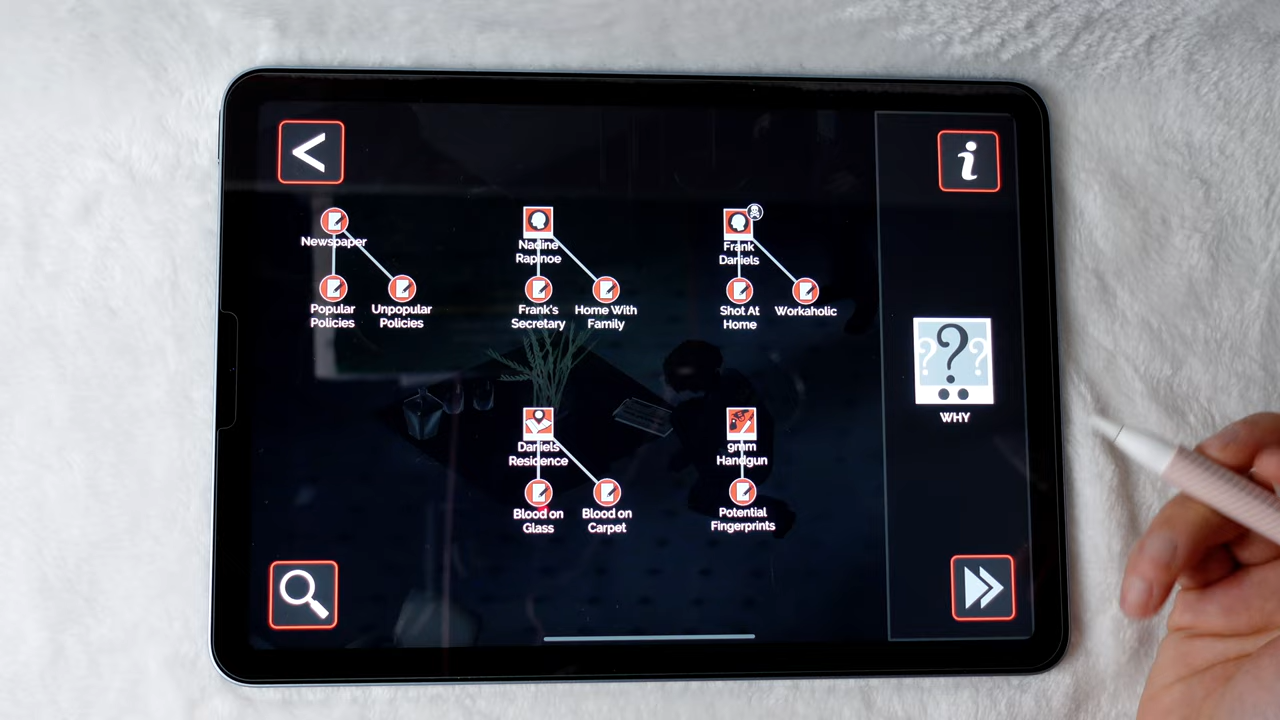 <
i
Newspaper
Nadine
Rapinoe
Frank
Daniels
Popular
Policies
Unpopular
Policies
Frank's
Secretary
Home With
Family
Shot At
Home
Workaholic
? ? ?
WHY
Daniels
Residence
9mm
Handgun
Blood on
Glass
Blood on
Carpet
Potential
Fingerprints